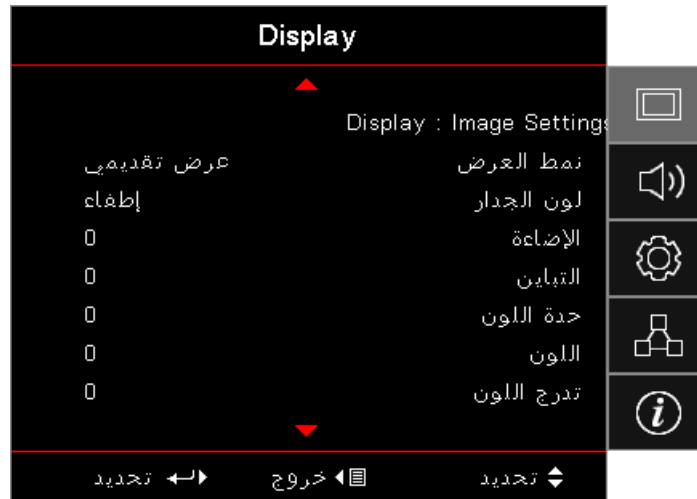 Display
Display : Image Settings
نمط العرض عرض تقديمي
لون الجدار إطفاء
الإضاءة 0
التباين 0
حدة اللون 0
اللون 0
تدرج اللون 0
تحديد خروج تحديد